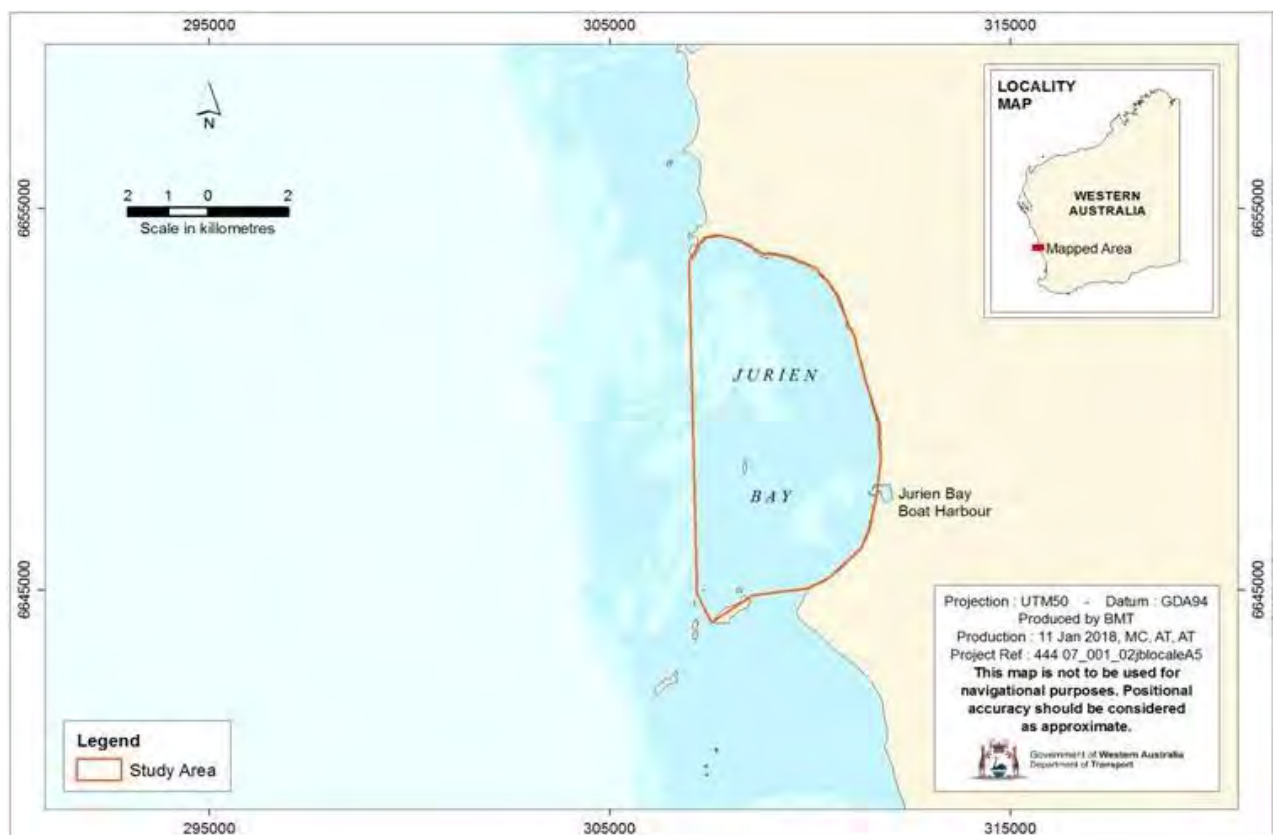 295000
305000
315000
N
2 1 0 2
Scale in kilometres
LOCALITY
MAP
WESTERN
AUSTRALIA
Mapped Area
6655000
6655000
JURIEN
BAY
Jurien Bay
Boat Harbour
6645000
6645000
Projection : UTM50 - Datum : GDA94
Produced by BMT
Production : 11 Jan 2018, MC, AT, AT
Project Ref : 444 07_001_02jblocaleA5
This map is not to be used for
navigational purposes. Positional
accuracy should be considered
as approximate.
Government of Western Australia
Department of Transport
Legend
Study Area
295000
305000
315000